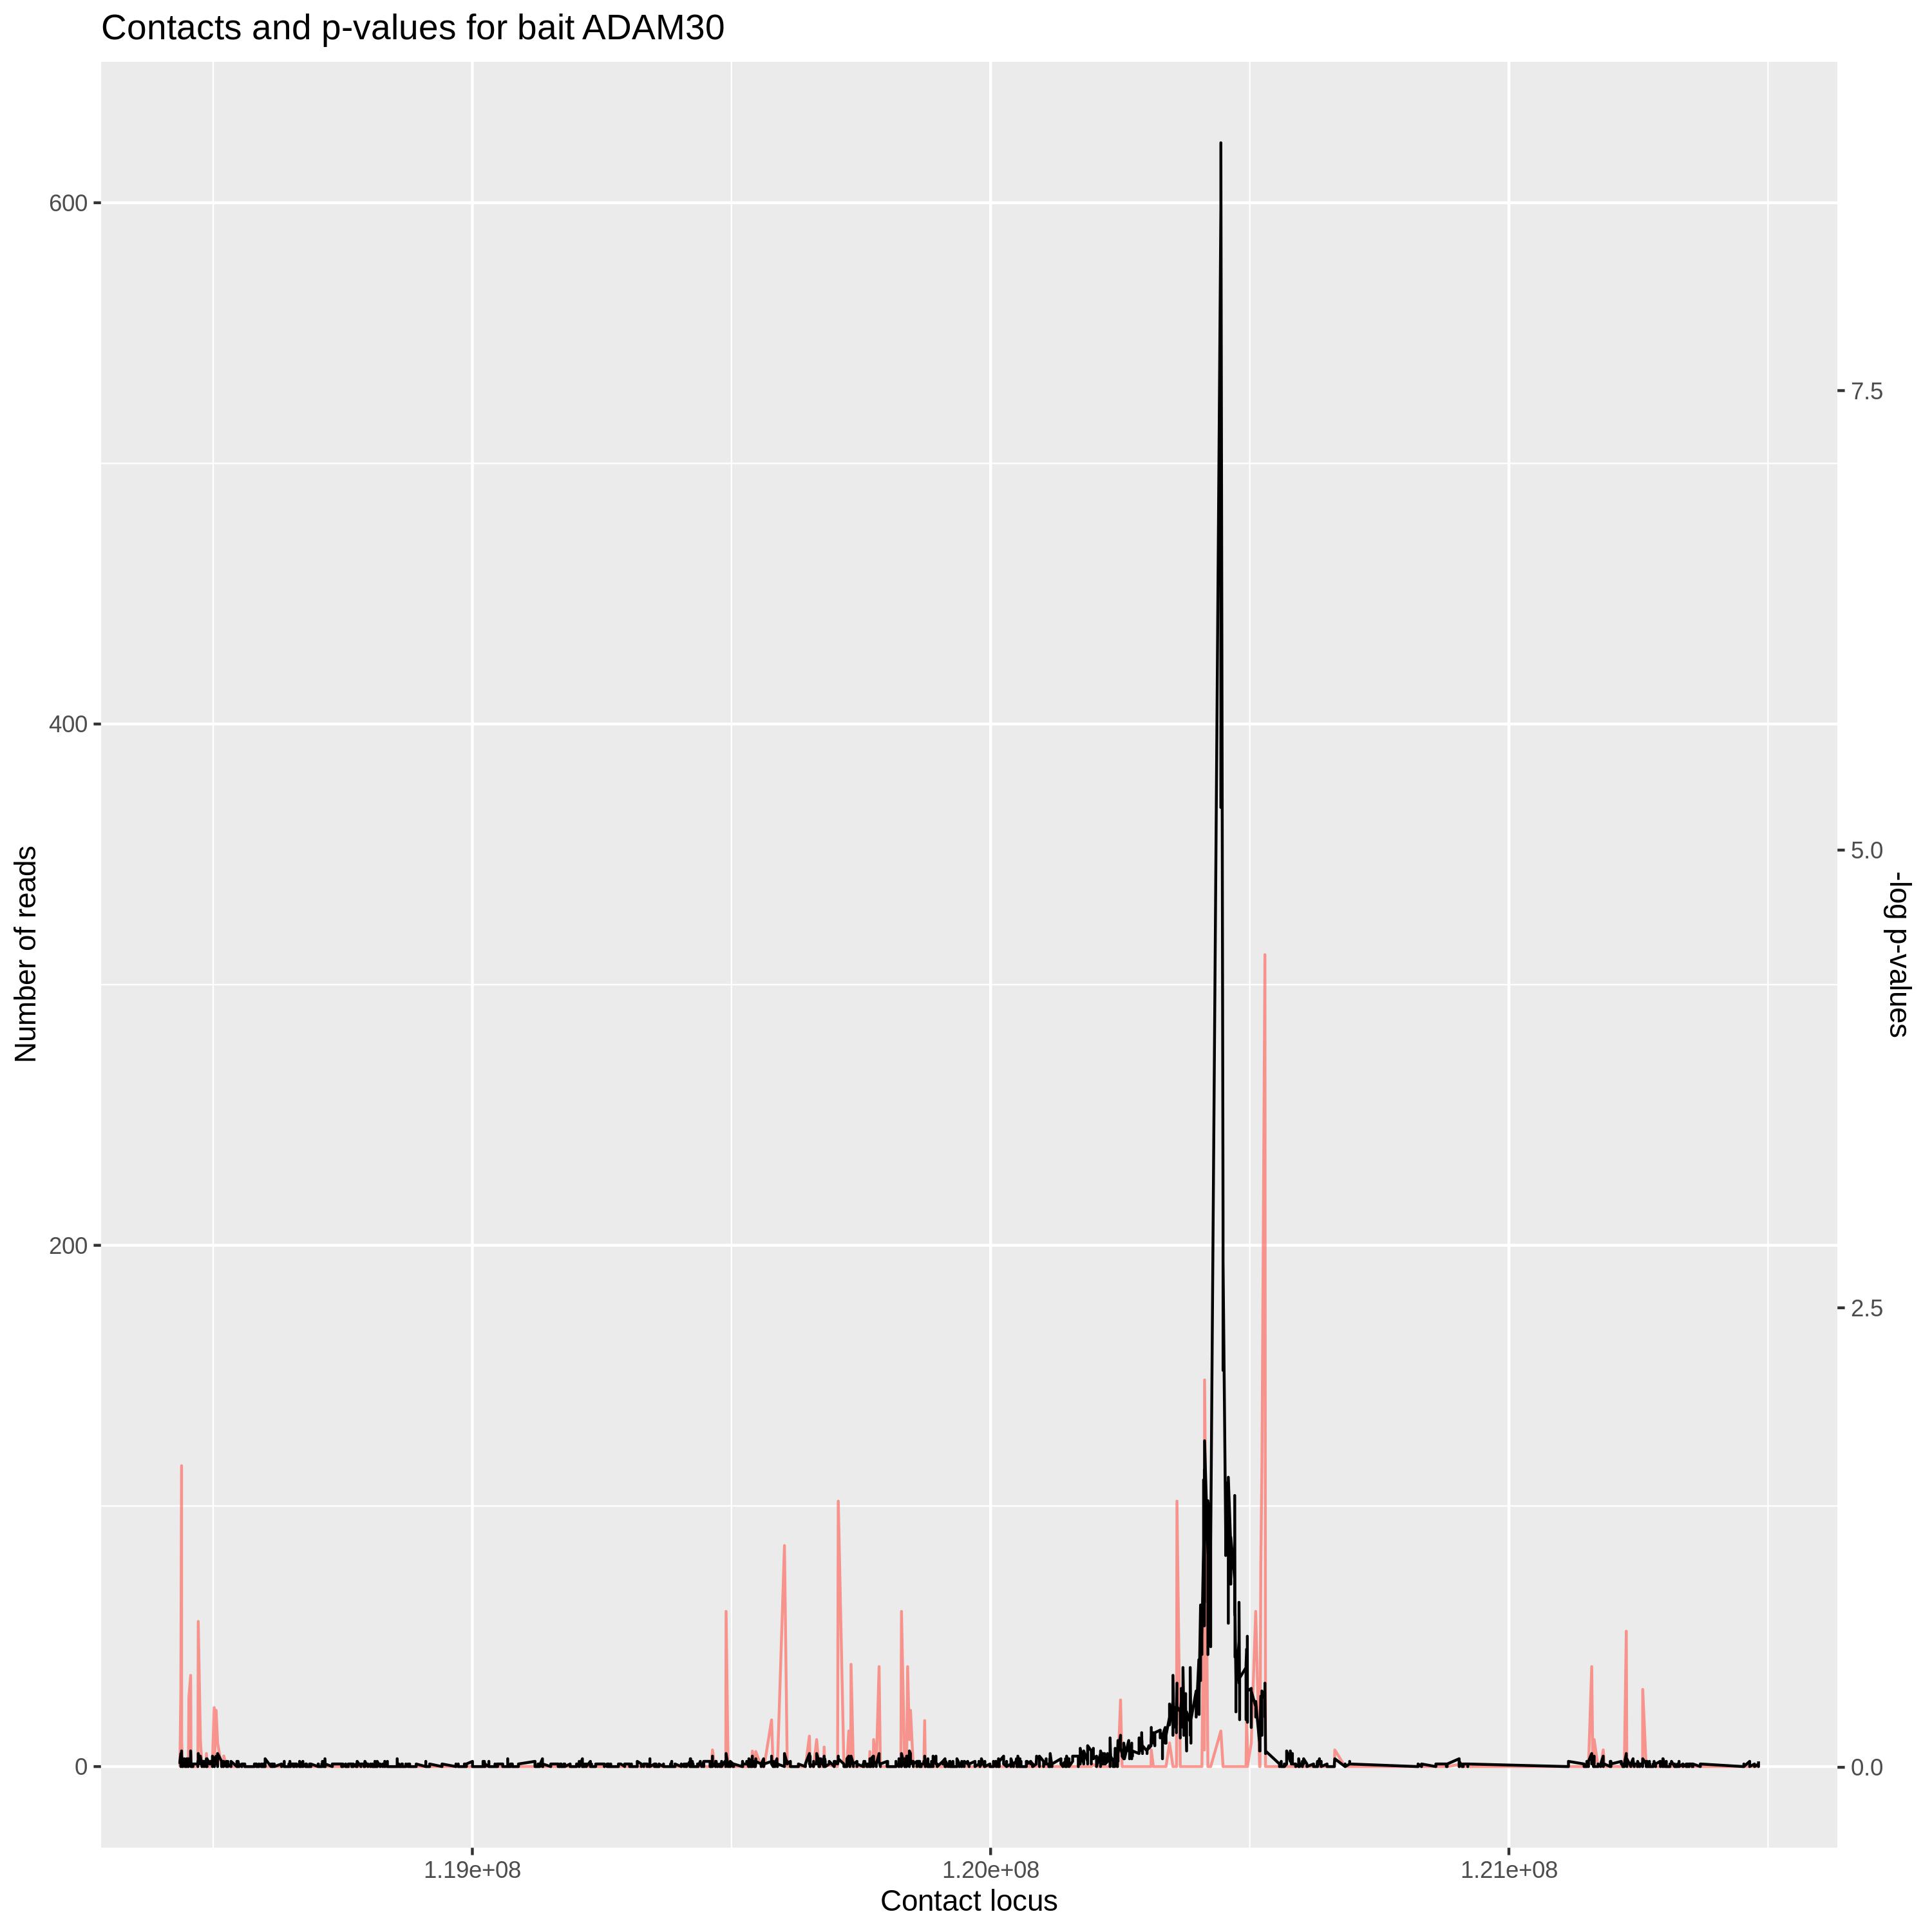 Contacts and p-values for bait ADAM30
600
400
200
0
7.5
5.0
2.5
0.0
Number of reads
-log p-values
1.19e+08
1.20e+08
1.21e+08
Contact locus